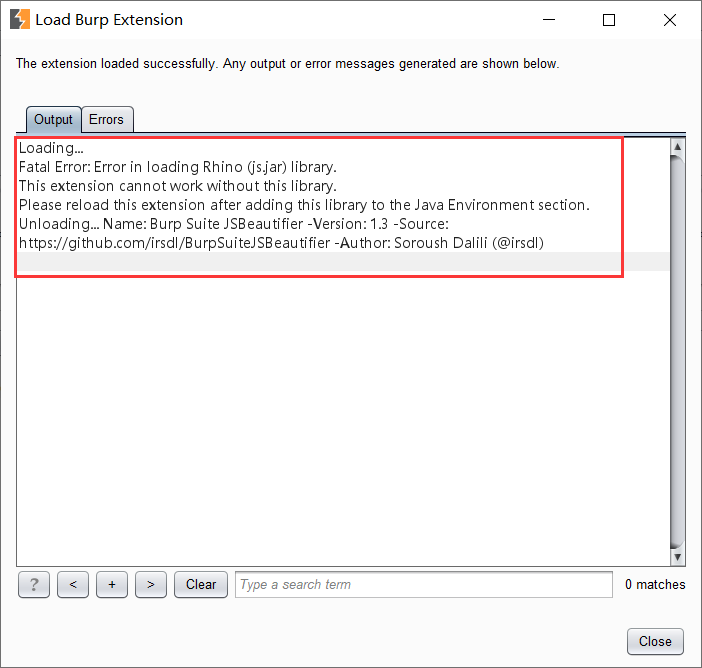 Load Burp Extension
The extension loaded successfully. Any output or error messages generated are shown below.
Output Errors
Loading...
Fatal Error: Error in loading Rhino (js.jar) library.
This extension cannot work without this library.
Please reload this extension after adding this library to the Java Environment section.
Unloading... Name: Burp Suite JSBeautifier -Version: 1.3 -Source:
https://github.com/irsdl/BurpSuiteJSBeautifier -Author: Soroush Dalili (@irsdl)
? < + > Clear Type a search term 0 matches
Close